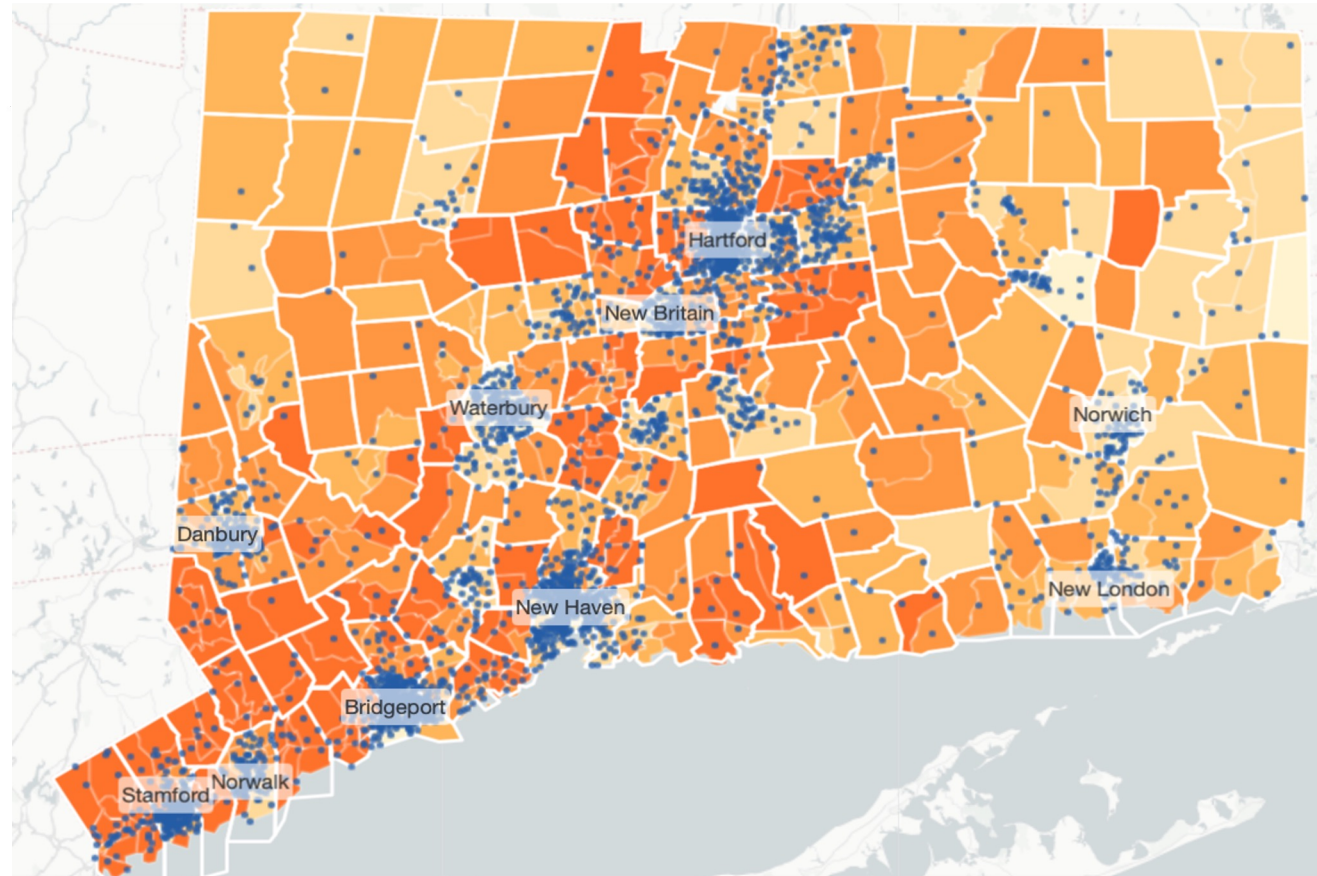 Hartford
New Britain
Waterbury
Norwich
Danbury
New London
New Haven
Bridgeport
Norwalk
Stamford